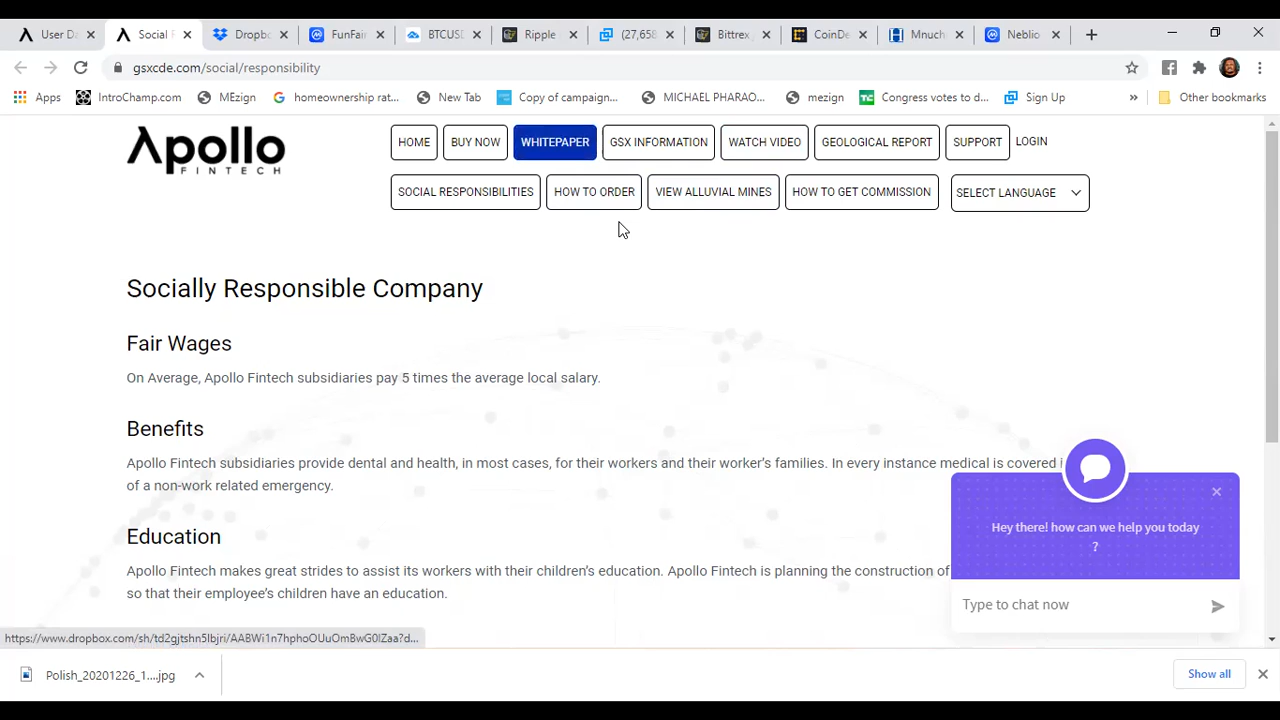 User Da
Social F
Dropbo
FunFair
BTCUSD
Ripple
(27,658
Bittrex,
CoinDe
Mnuchi
Neblic
gsxcde.com/social/responsibility
Apps
IntroChamp.com
MEzign
homeownership rat...
New Tab
Copy of campaign...
MICHAEL PHARAO...
mezign
Congress votes to d...
Sign Up
Other bookmarks
Apollo
FINTECH
HOME
BUY NOW
WHITEPAPER
GSX INFORMATION
WATCH VIDEO
GEOLOGICAL REPORT
SUPPORT
LOGIN
SOCIAL RESPONSIBILITIES
HOW TO ORDER
VIEW ALLUVIAL MINES
HOW TO GET COMMISSION
SELECT LANGUAGE
Socially Responsible Company
Fair Wages
On Average, Apollo Fintech subsidiaries pay 5 times the average local salary.
Benefits
Apollo Fintech subsidiaries provide dental and health, in most cases, for their workers and their worker's families. In every instance medical is covered i
of a non-work related emergency.
Education
Apollo Fintech makes great strides to assist its workers with their children's education. Apollo Fintech is planning the construction of
so that their employee's children have an education.
Hey there! how can we help you today
?
Type to chat now
https://www.dropbox.com/sh/td2gjtshn5lbjri/AABWi1n7hphoOUuOmBwG0lZaa?d...
Polish_20201226_1....jpg
Show all